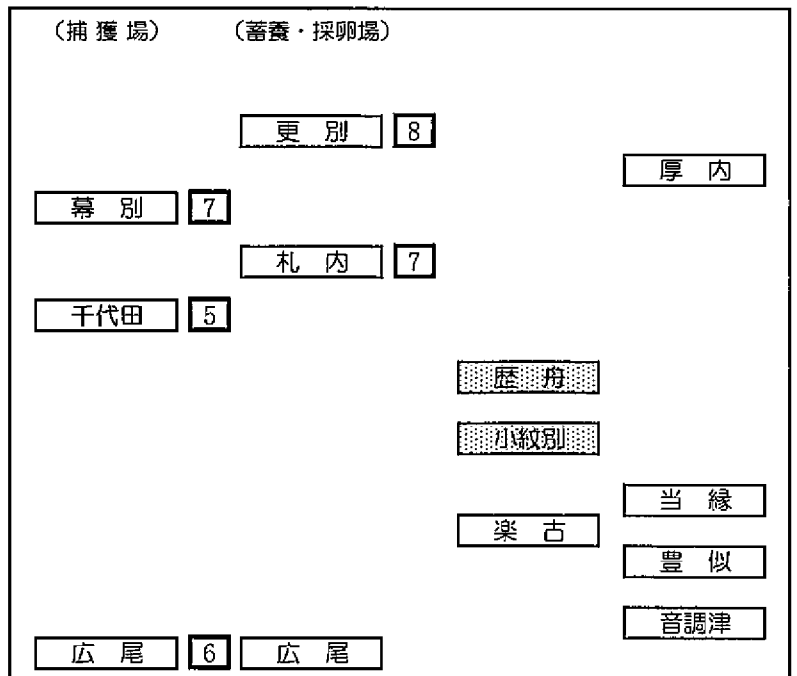 （捕 獲 場） （蓄養・採卵場）
更 別 8
厚 内
幕 別 7
札 内 7
千代田 5
歴 舟
小紋別
当 縁
楽 古
豊 似
音調津
広 尾 6 広 尾